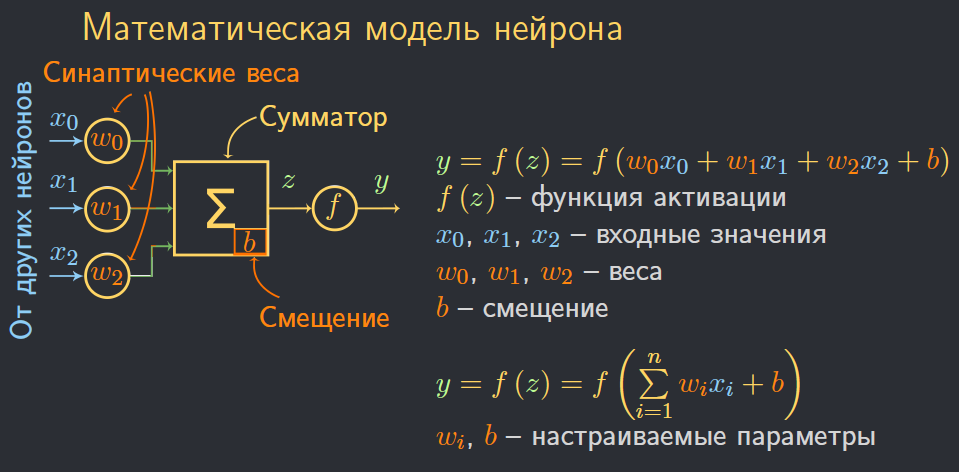 Математическая модель нейрона
Синаптические веса
От других нейронов
x₀
w₀
x₁
w₁
x₂
w₂
Сумматор
Σ
b
z
f
y
Смещение
y = f (z) = f (w₀x₀ + w₁x₁ + w₂x₂ + b)
f (z) – функция активации
x₀, x₁, x₂ – входные значения
w₀, w₁, w₂ – веса
b – смещение
y = f (z) = f (∑ⁿᵢ₌₁ wᵢxᵢ + b)
wᵢ, b – настраиваемые параметры